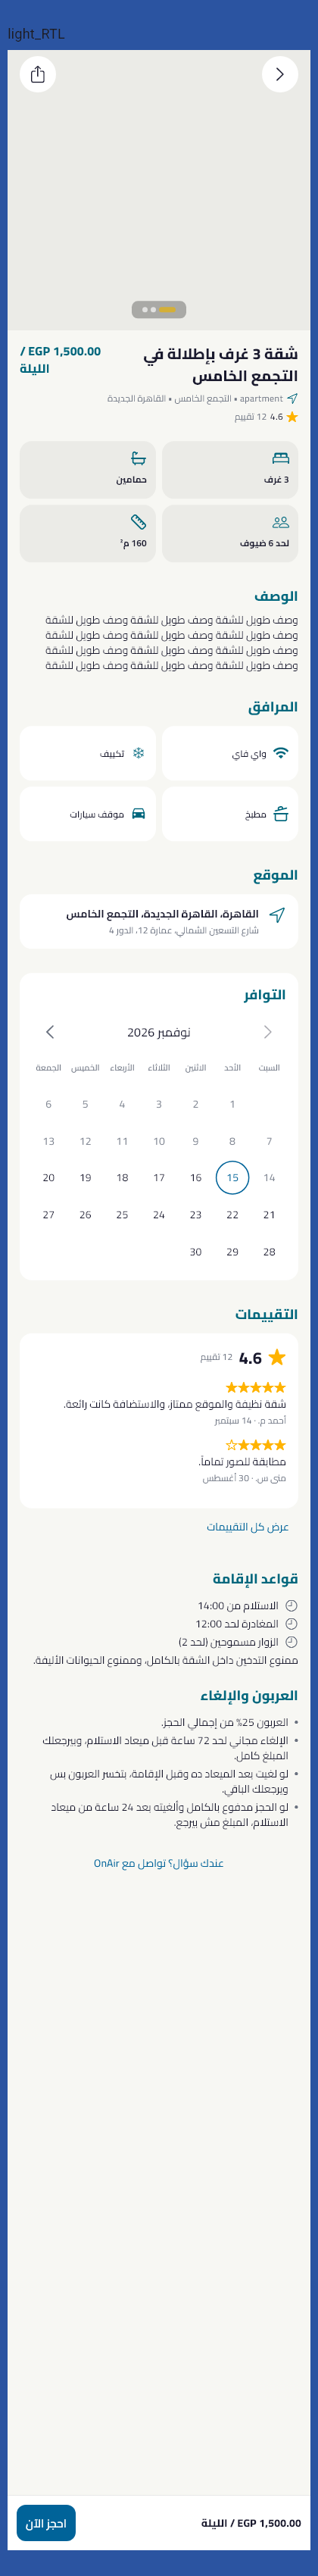 light_RTL
شقة 3 غرف بإطلالة في
التجمع الخامس
EGP 1,500.00 /
الليلة
apartment • التجمع الخامس • القاهرة الجديدة
4.6 12 تقييم
3 غرف
حمامين
لحد 6 ضيوف
160 م²
الوصف
وصف طويل للشقة وصف طويل للشقة وصف طويل للشقة
وصف طويل للشقة وصف طويل للشقة وصف طويل للشقة
وصف طويل للشقة وصف طويل للشقة وصف طويل للشقة
وصف طويل للشقة وصف طويل للشقة وصف طويل للشقة
المرافق
واي فاي
تكييف
مطبخ
موقف سيارات
الموقع
القاهرة، القاهرة الجديدة، التجمع الخامس
شارع التسعين الشمالي، عمارة 12، الدور 4
التوافر
نوفمبر 2026
السبت الأحد الاثنين الثلاثاء الأربعاء الخميس الجمعة
1 2 3 4 5 6
7 8 9 10 11 12 13
14 15 16 17 18 19 20
21 22 23 24 25 26 27
28 29 30
التقييمات
4.6 12 تقييم
شقة نظيفة والموقع ممتاز، والاستضافة كانت رائعة.
أحمد م. · 14 سبتمبر
مطابقة للصور تماماً.
منى س. · 30 أغسطس
عرض كل التقييمات
قواعد الإقامة
الاستلام من 14:00
المغادرة لحد 12:00
الزوار مسموحين (لحد 2)
ممنوع التدخين داخل الشقة بالكامل، وممنوع الحيوانات الأليفة.
العربون والإلغاء
• العربون 25% من إجمالي الحجز.
• الإلغاء مجاني لحد 72 ساعة قبل ميعاد الاستلام، وبيرجعلك
المبلغ كامل.
• لو لغيت بعد الميعاد ده وقبل الإقامة، بتخسر العربون بس
ويرجعلك الباقي.
• لو الحجز مدفوع بالكامل وألغيته بعد 24 ساعة من ميعاد
الاستلام، المبلغ مش بيرجع.
عندك سؤال؟ تواصل مع OnAir
EGP 1,500.00 / الليلة
احجز الآن